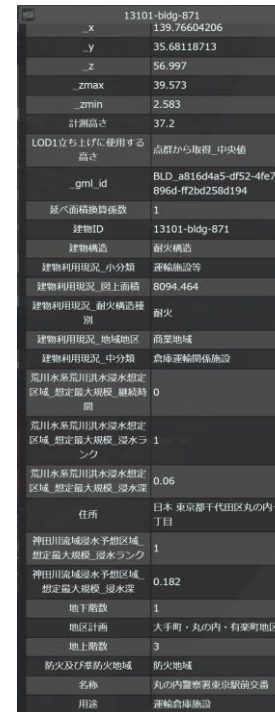 13101-bldg-871
_x 139.76604206
_y 35.68118713
_z 56.997
_zmax 39.573
_zmin 2.583
計測高さ 37.2
LOD1立ち上げに使用する
高さ 点群から取得_中央値
_gml_id BLD_a816d4a5-df52-4fe7
896d-ff2bd258d194
延べ面積換算係数 1
建物ID 13101-bldg-871
建物構造 耐火構造
建物利用現況_小分類 運輸施設等
建物利用現況_図上面積 8094.464
建物利用現況_耐火構造種
別 耐火
建物利用現況_地域地区 商業地域
建物利用現況_中分類 倉庫運輸関係施設
荒川水系荒川洪水浸水想定
区域_想定最大規模_継続時
間 0
荒川水系荒川洪水浸水想定
区域_想定最大規模_浸水ラ
ンク 1
荒川水系荒川洪水浸水想定
区域_想定最大規模_浸水深 0.06
住所 日本 東京都千代田区丸の内
丁目
神田川流域浸水予想区域_
想定最大規模_浸水ランク 1
神田川流域浸水予想区域_
想定最大規模_浸水深 0.182
地下階数 1
地区計画 大手町・丸の内・有楽町地区
地上階数 3
防火及び準防火地域 防火地域
名称 丸の内警察署東京駅前交番
用途 運輸倉庫施設